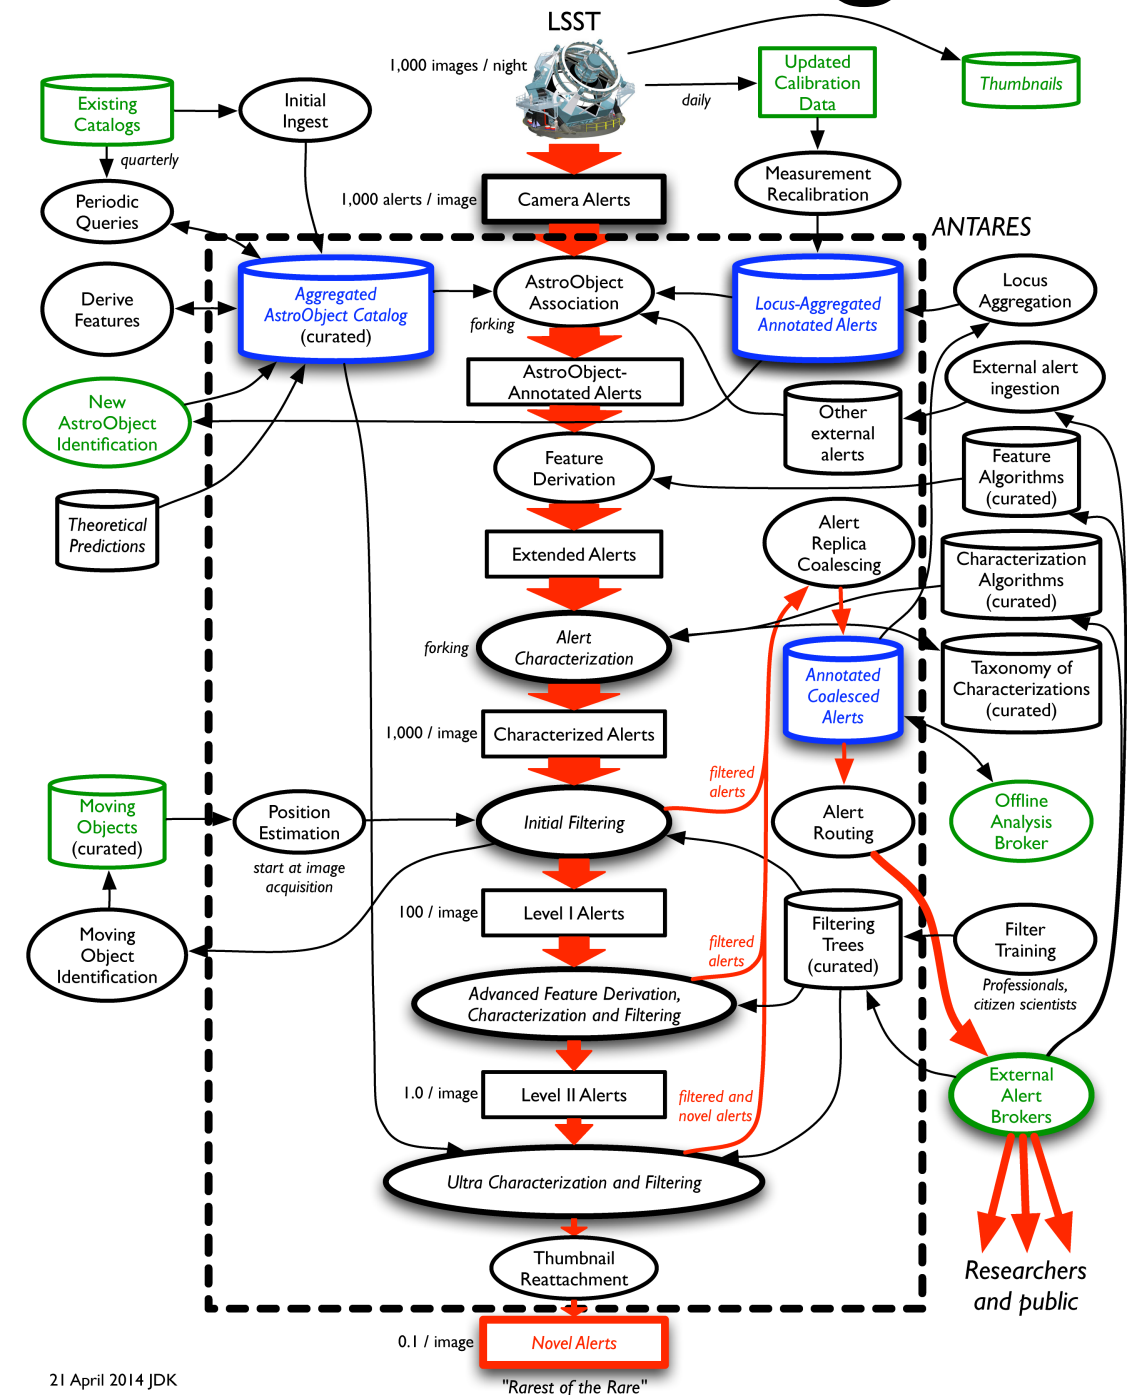 LSST
1,000 images / night
daily
Updated
Calibration
Data
Thumbnails
Existing
Catalogs
Initial
Ingest
quarterly
Periodic
Queries
1,000 alerts / image
Camera Alerts
Measurement
Recalibration
ANTARES
Derive
Features
Aggregated
AstroObject Catalog
(curated)
AstroObject
Association
forking
Locus-Aggregated
Annotated Alerts
Locus
Aggregation
AstroObject-
Annotated Alerts
External alert
ingestion
New
AstroObject
Identification
Other
external
alerts
Feature
Derivation
Feature
Algorithms
(curated)
Theoretical
Predictions
Extended Alerts
Alert
Replica
Coalescing
Characterization
Algorithms
(curated)
forking
Alert
Characterization
Annotated
Coalesced
Alerts
Taxonomy of
Characterizations
(curated)
1,000 / image
Characterized Alerts
filtered
alerts
Moving
Objects
(curated)
Position
Estimation
start at image
acquisition
Initial Filtering
Alert
Routing
Offline
Analysis
Broker
100 / image
Level I Alerts
Filtering
Trees
(curated)
Filter
Training
Professionals,
citizen scientists
Moving
Object
Identification
filtered
alerts
Advanced Feature Derivation,
Characterization and Filtering
1.0 / image
Level II Alerts
filtered and
novel alerts
External
Alert
Brokers
Ultra Characterization and Filtering
Thumbnail
Reattachment
Researchers
and public
0.1 / image
Novel Alerts
"Rarest of the Rare"
21 April 2014 JDK